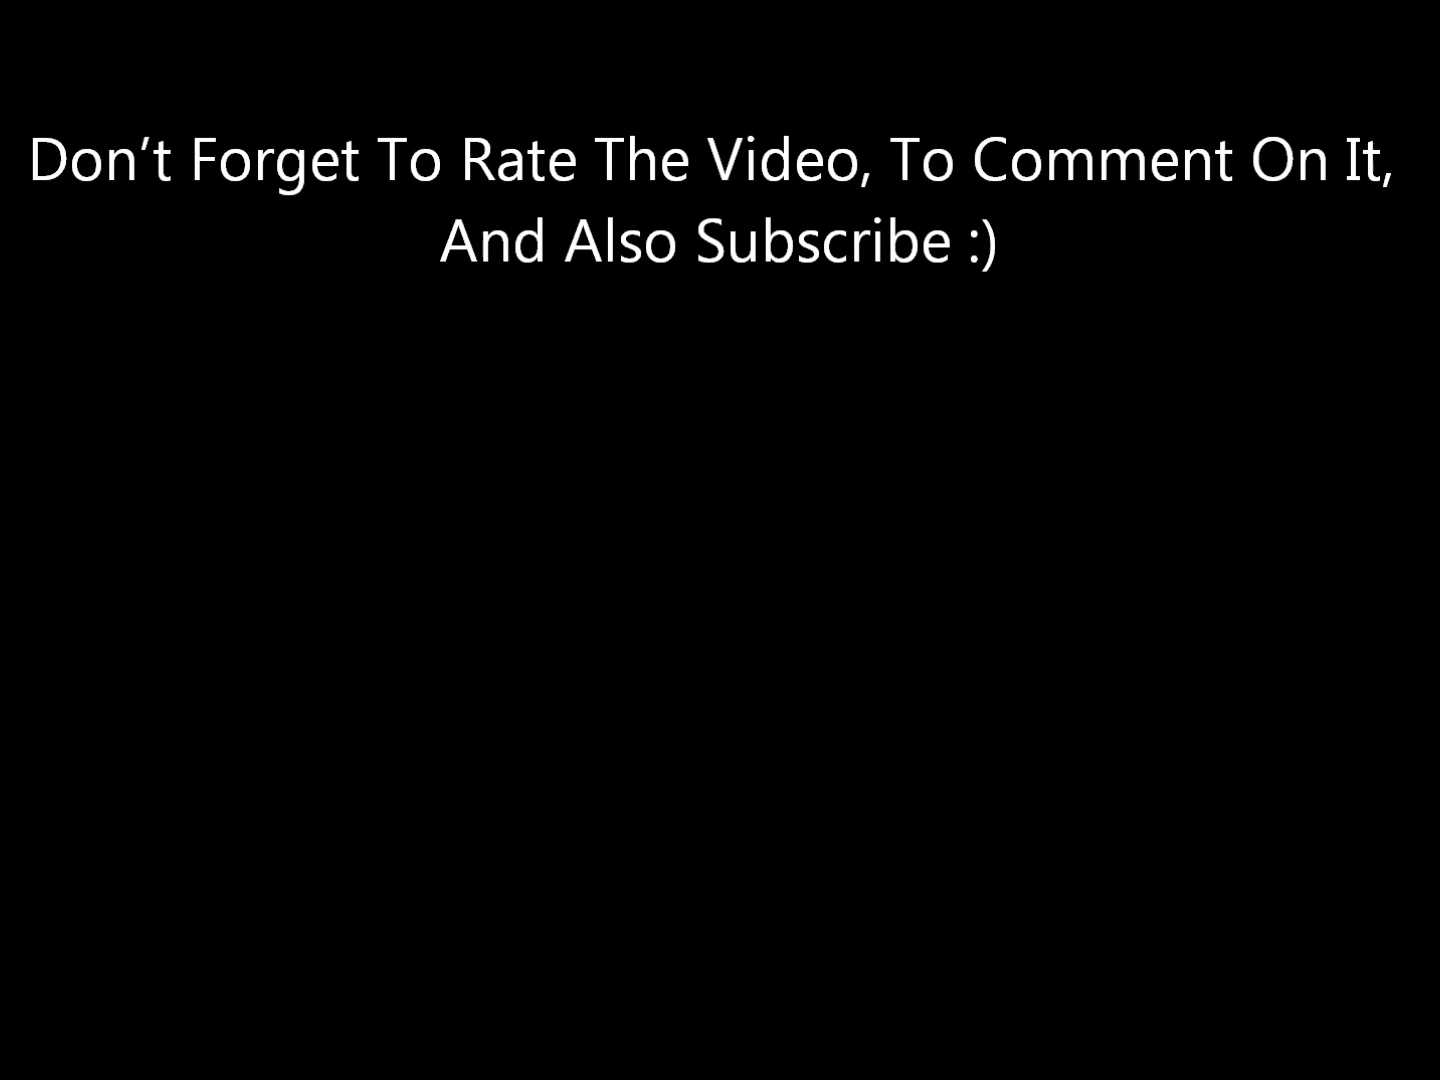 Don’t Forget To Rate The Video, To Comment On It,
And Also Subscribe :)